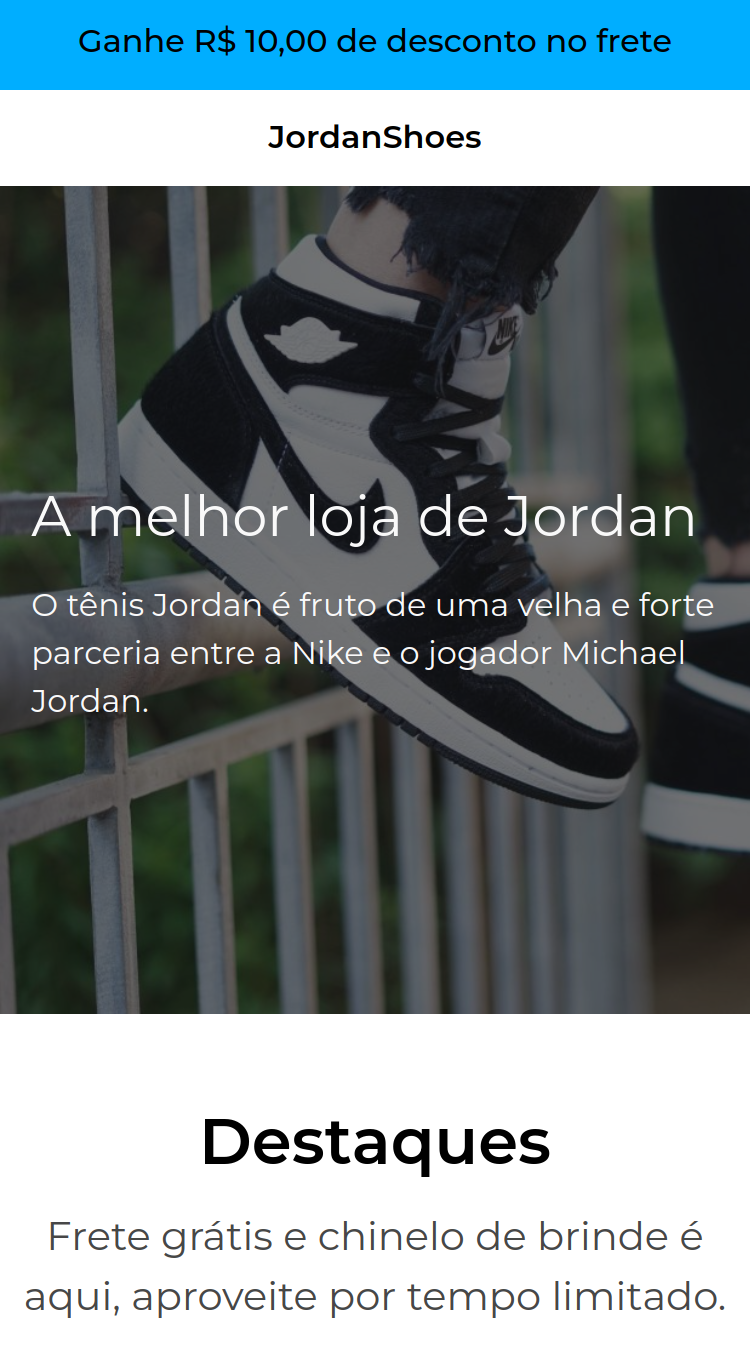 Ganhe R$ 10,00 de desconto no frete
JordanShoes
NIKE
A melhor loja de Jordan
O tênis Jordan é fruto de uma velha e forte
parceria entre a Nike e o jogador Michael
Jordan.
Destaques
Frete grátis e chinelo de brinde é
aqui, aproveite por tempo limitado.